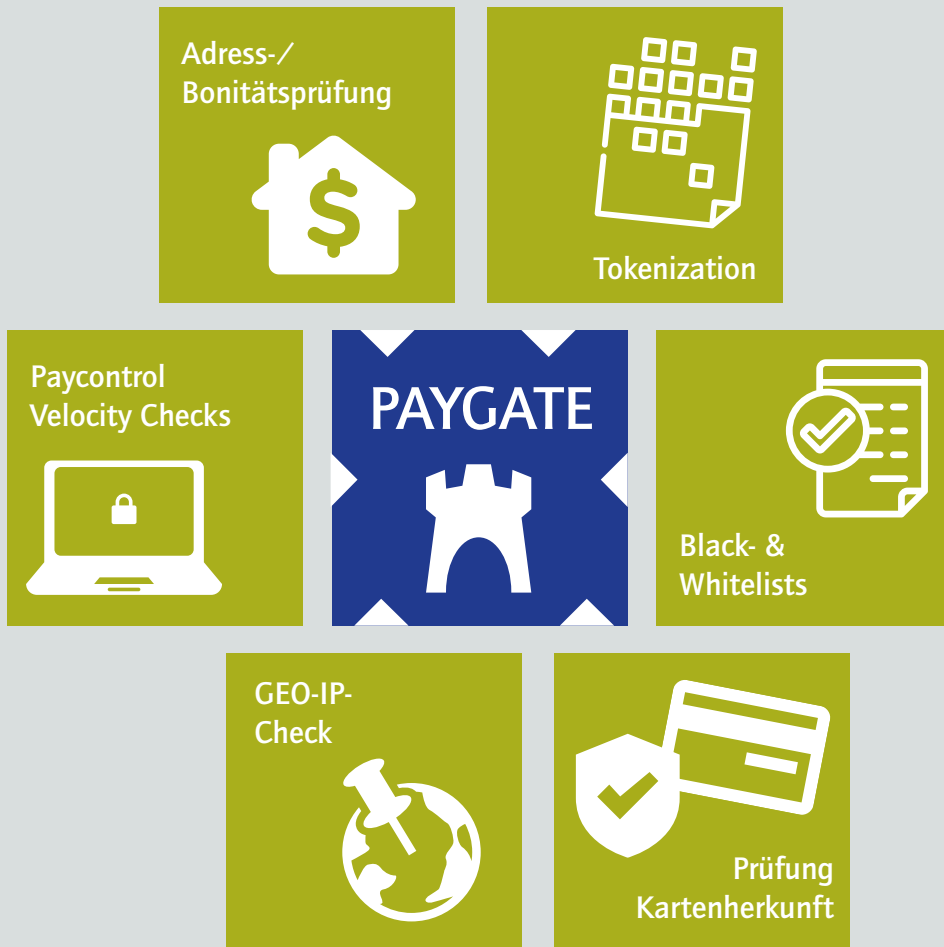 Adress-/
Bonitätsprüfung
Tokenization
Paycontrol
Velocity Checks
PAYGATE
Black- &
Whitelists
GEO-IP-
Check
Prüfung
Kartenherkunft